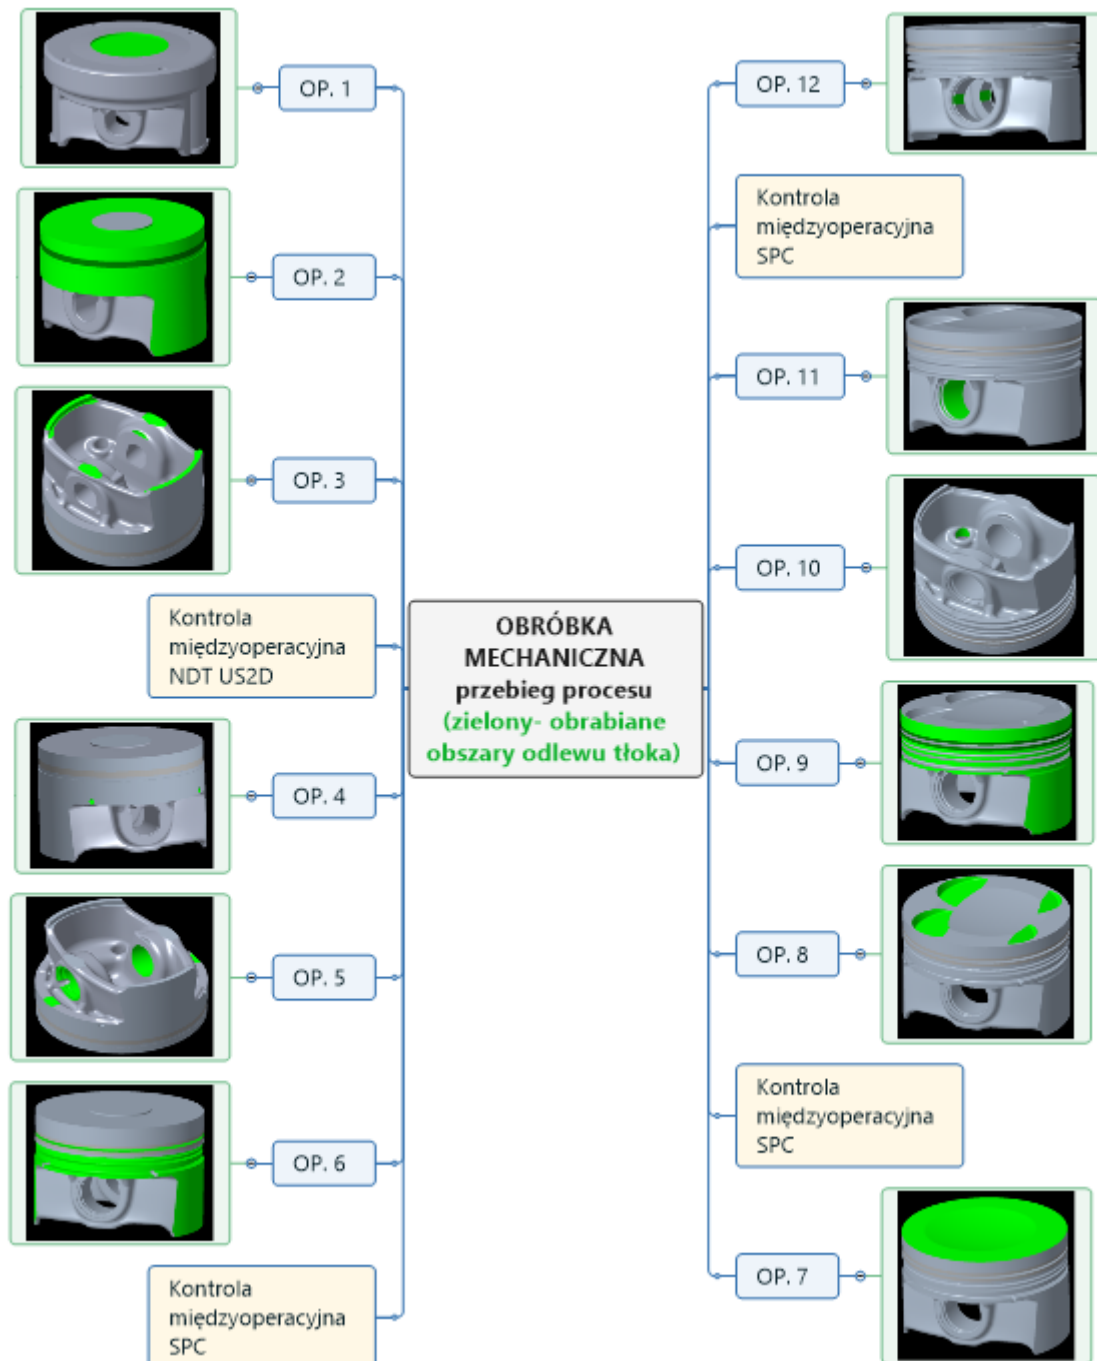 OP. 1
OP. 2
OP. 3
Kontrola
międzyoperacyjna
NDT US2D
OP. 4
OP. 5
OP. 6
Kontrola
międzyoperacyjna
SPC
OBRÓBKA
MECHANICZNA
przebieg procesu
(zielony- obrabiane
obszary odlewu tłoka)
OP. 12
Kontrola
międzyoperacyjna
SPC
OP. 11
OP. 10
OP. 9
OP. 8
Kontrola
międzyoperacyjna
SPC
OP. 7